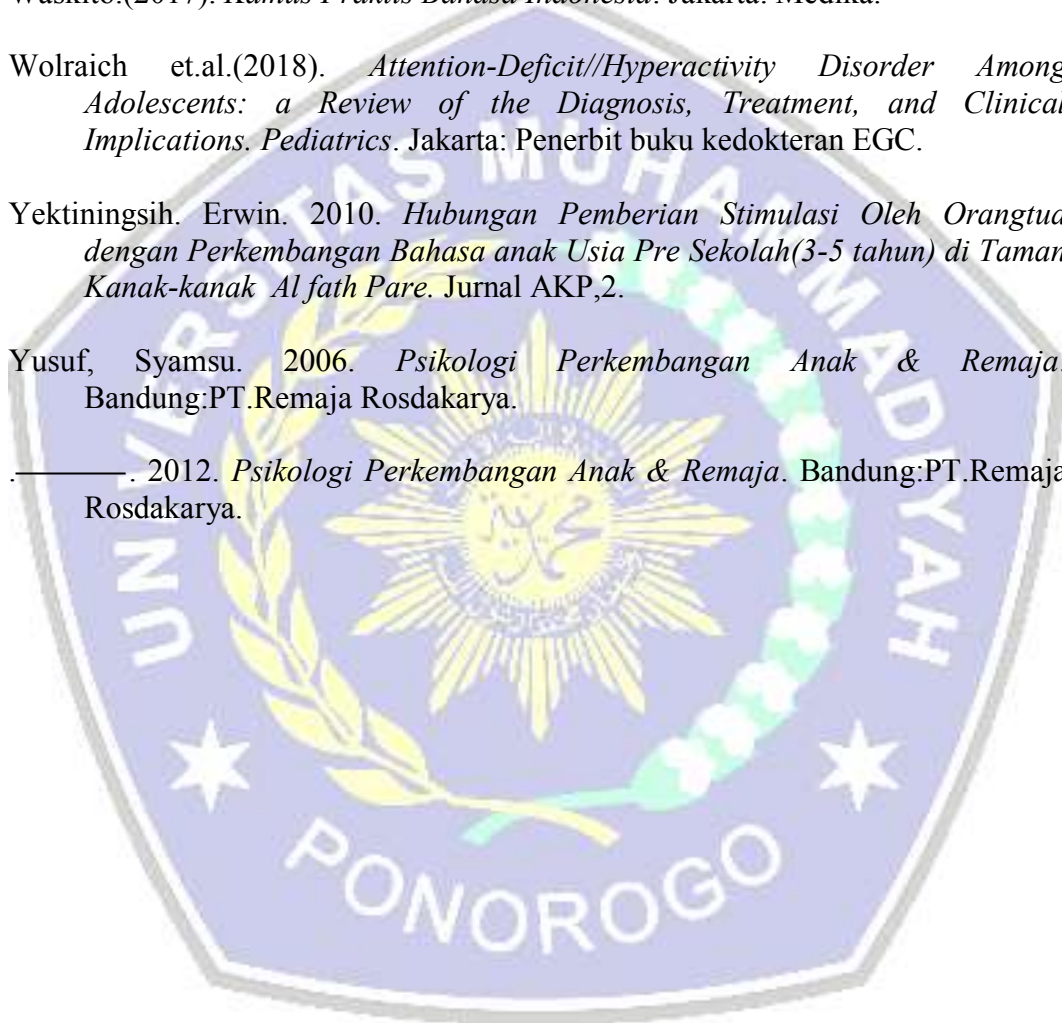 Waskito.(2017). Kamus Praktis Bahasa Indonesia. Jakarta: Medika.
Wolraich et.al.(2018). Attention-Deficit//Hyperactivity Disorder Among
Adolescents: a Review of the Diagnosis, Treatment, and Clinical
Implications. Pediatrics. Jakarta: Penerbit buku kedokteran EGC.
Yektiningsih. Erwin. 2010. Hubungan Pemberian Stimulasi Oleh Orangtua
dengan Perkembangan Bahasa anak Usia Pre Sekolah(3-5 tahun) di Taman
Kanak-kanak Al fath Pare. Jurnal AKP,2.
Yusuf, Syamsu. 2006. Psikologi Perkembangan Anak & Remaja.
Bandung:PT.Remaja Rosdakarya.
.———. 2012. Psikologi Perkembangan Anak & Remaja. Bandung:PT.Remaja
Rosdakarya.
UNIVERSITAS MUHAMMADIYAH
PONOROGO
محمدية